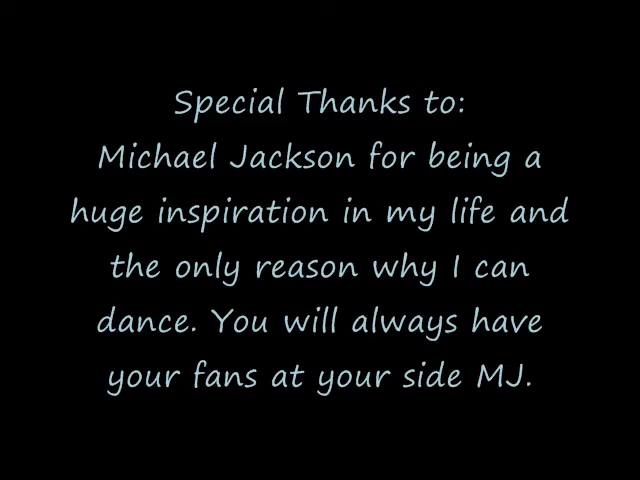 Special Thanks to:
Michael Jackson for being a
huge inspiration in my life and
the only reason why I can
dance. You will always have
your fans at your side MJ.